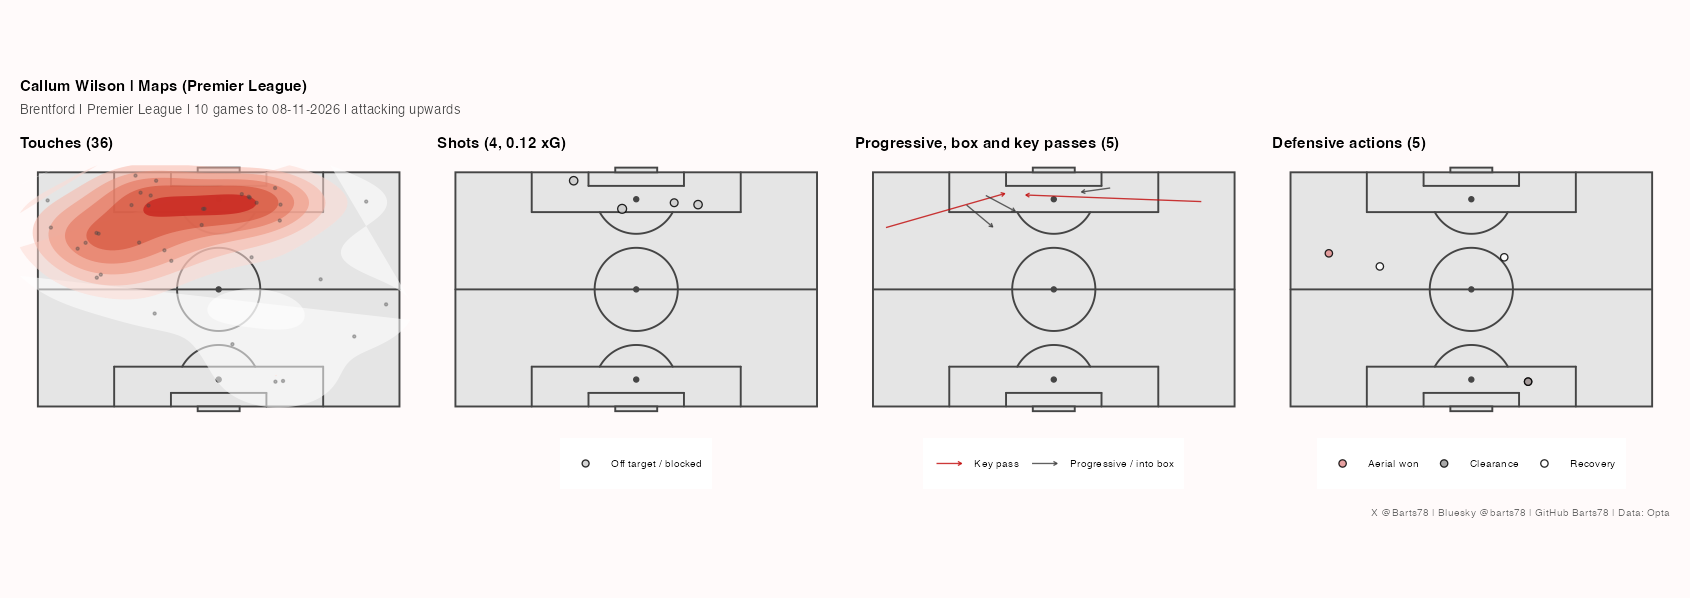 Callum Wilson | Maps (Premier League)
Brentford | Premier League | 10 games to 08-11-2026 | attacking upwards
Touches (36)
Shots (4, 0.12 xG)
Progressive, box and key passes (5)
Defensive actions (5)
Off target / blocked
Key pass
Progressive / into box
Aerial won
Clearance
Recovery
X @Barts78 | Bluesky @barts78 | GitHub Barts78 | Data: Opta